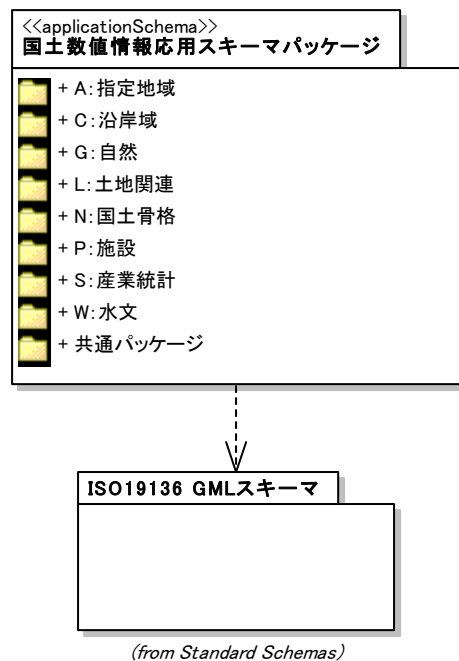 <<applicationSchema>>
国土数値情報応用スキーマパッケージ
+ A:指定地域
+ C:沿岸域
+ G:自然
+ L:土地関連
+ N:国土骨格
+ P:施設
+ S:産業統計
+ W:水文
+ 共通パッケージ
ISO19136 GMLスキーマ
(from Standard Schemas)